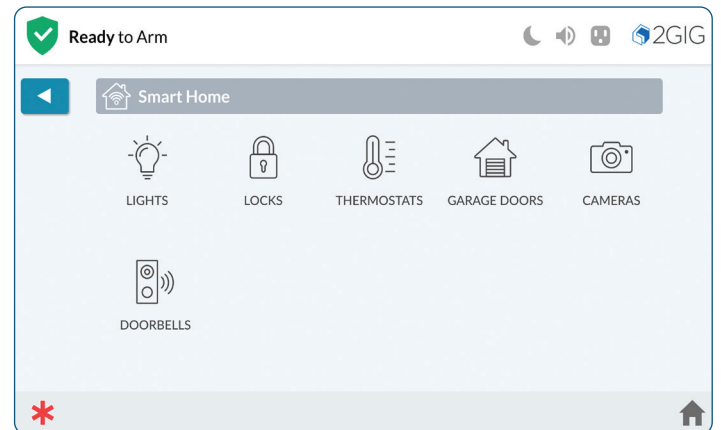 Ready to Arm
2GIG
Smart Home
LIGHTS
LOCKS
THERMOSTATS
GARAGE DOORS
CAMERAS
DOORBELLS